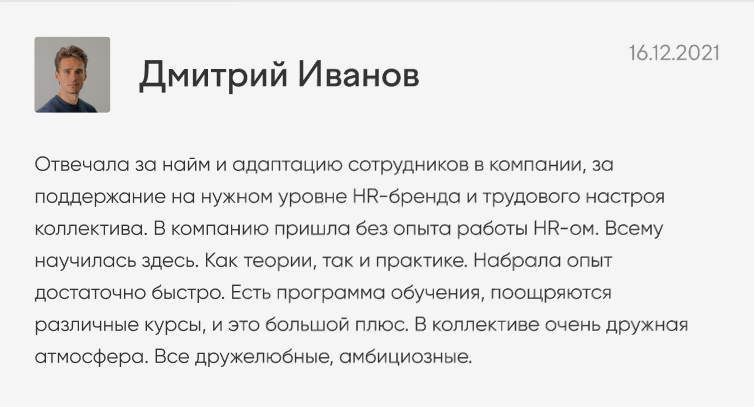 Дмитрий Иванов
16.12.2021
Отвечала за найм и адаптацию сотрудников в компании, за
поддержание на нужном уровне HR-бренда и трудового настроя
коллектива. В компанию пришла без опыта работы HR-ом. Всему
научилась здесь. Как теории, так и практике. Набрала опыт
достаточно быстро. Есть программа обучения, поощряются
различные курсы, и это большой плюс. В коллективе очень дружная
атмосфера. Все дружелюбные, амбициозные.